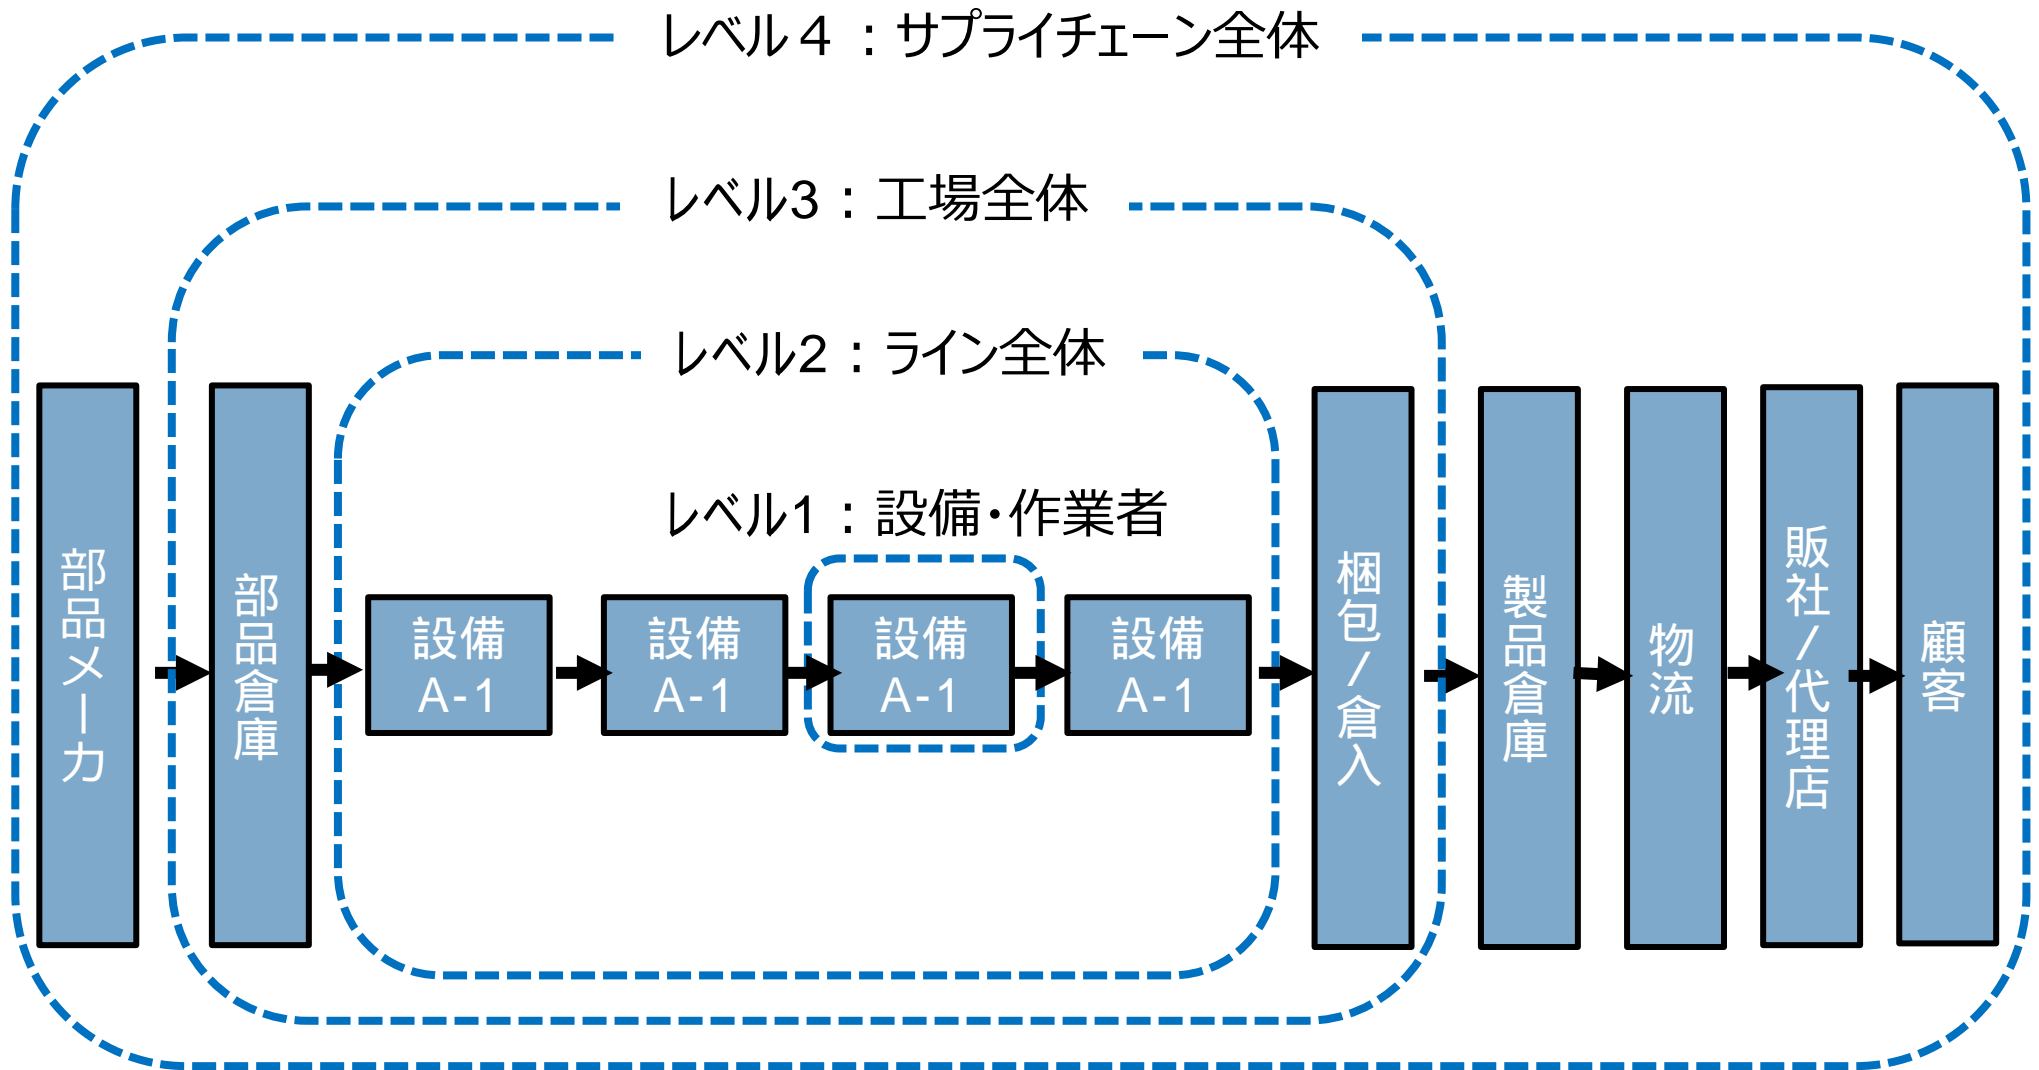 レベル4：サプライチェーン全体
レベル3：工場全体
レベル2：ライン全体
レベル1：設備・作業者
部品メーカ
部品倉庫
設備
A-1
設備
A-1
設備
A-1
設備
A-1
梱包/倉入
製品倉庫
物流
販社/代理店
顧客